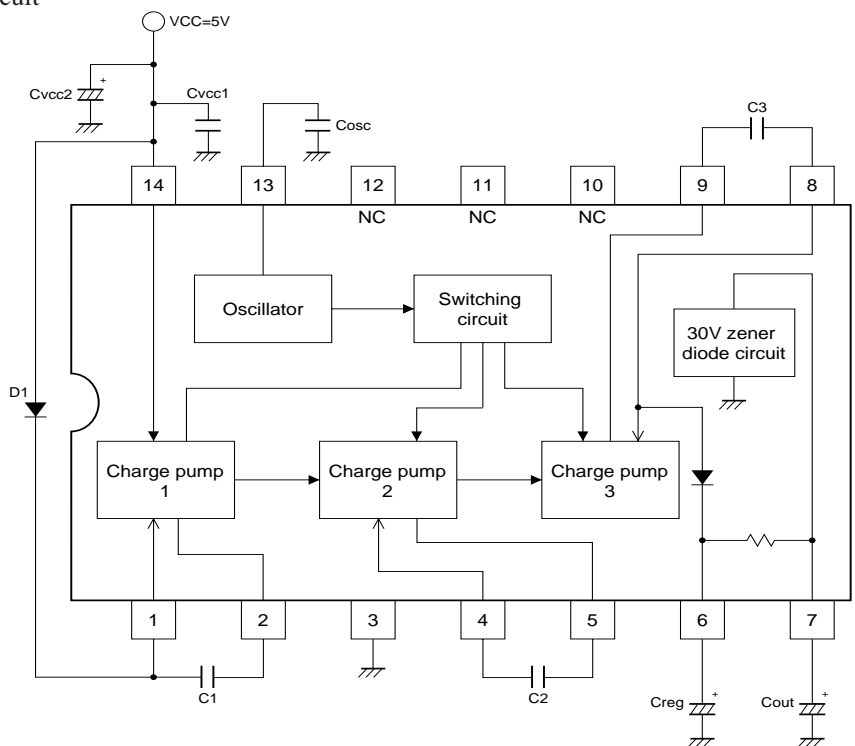 cuit
VCC=5V
Cvcc2
+
Cvcc1
Cosc
C3
14
13
12
11
10
9
8
NC
NC
NC
Oscillator
Switching
circuit
30V zener
diode circuit
D1
Charge pump
1
Charge pump
2
Charge pump
3
1
2
3
4
5
6
7
C1
C2
Creg
+
Cout
+